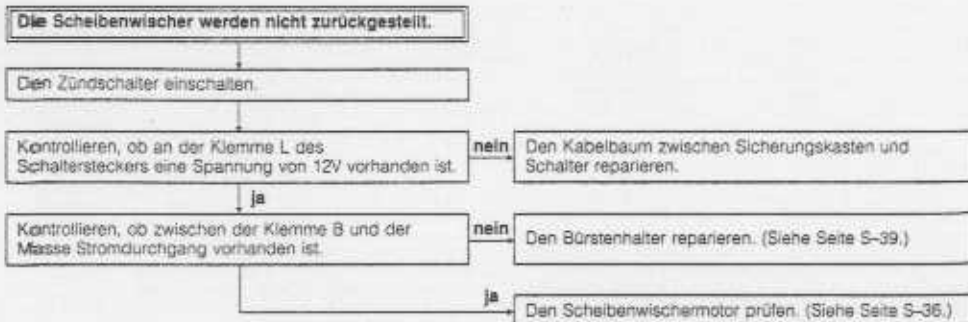 Die Scheibenwischer werden nicht zurückgestellt.
Den Zündschalter einschalten.
Kontrollieren, ob an der Klemme L des
Schaltersteckers eine Spannung von 12V vorhanden ist.
nein
Den Kabelbaum zwischen Sicherungskasten und
Schalter reparieren.
ja
Kontrollieren, ob zwischen der Klemme B und der
Masse Stromdurchgang vorhanden ist.
nein
Den Bürstenhalter reparieren. (Siehe Seite S–39.)
ja
Den Scheibenwischermotor prüfen. (Siehe Seite S–36.)